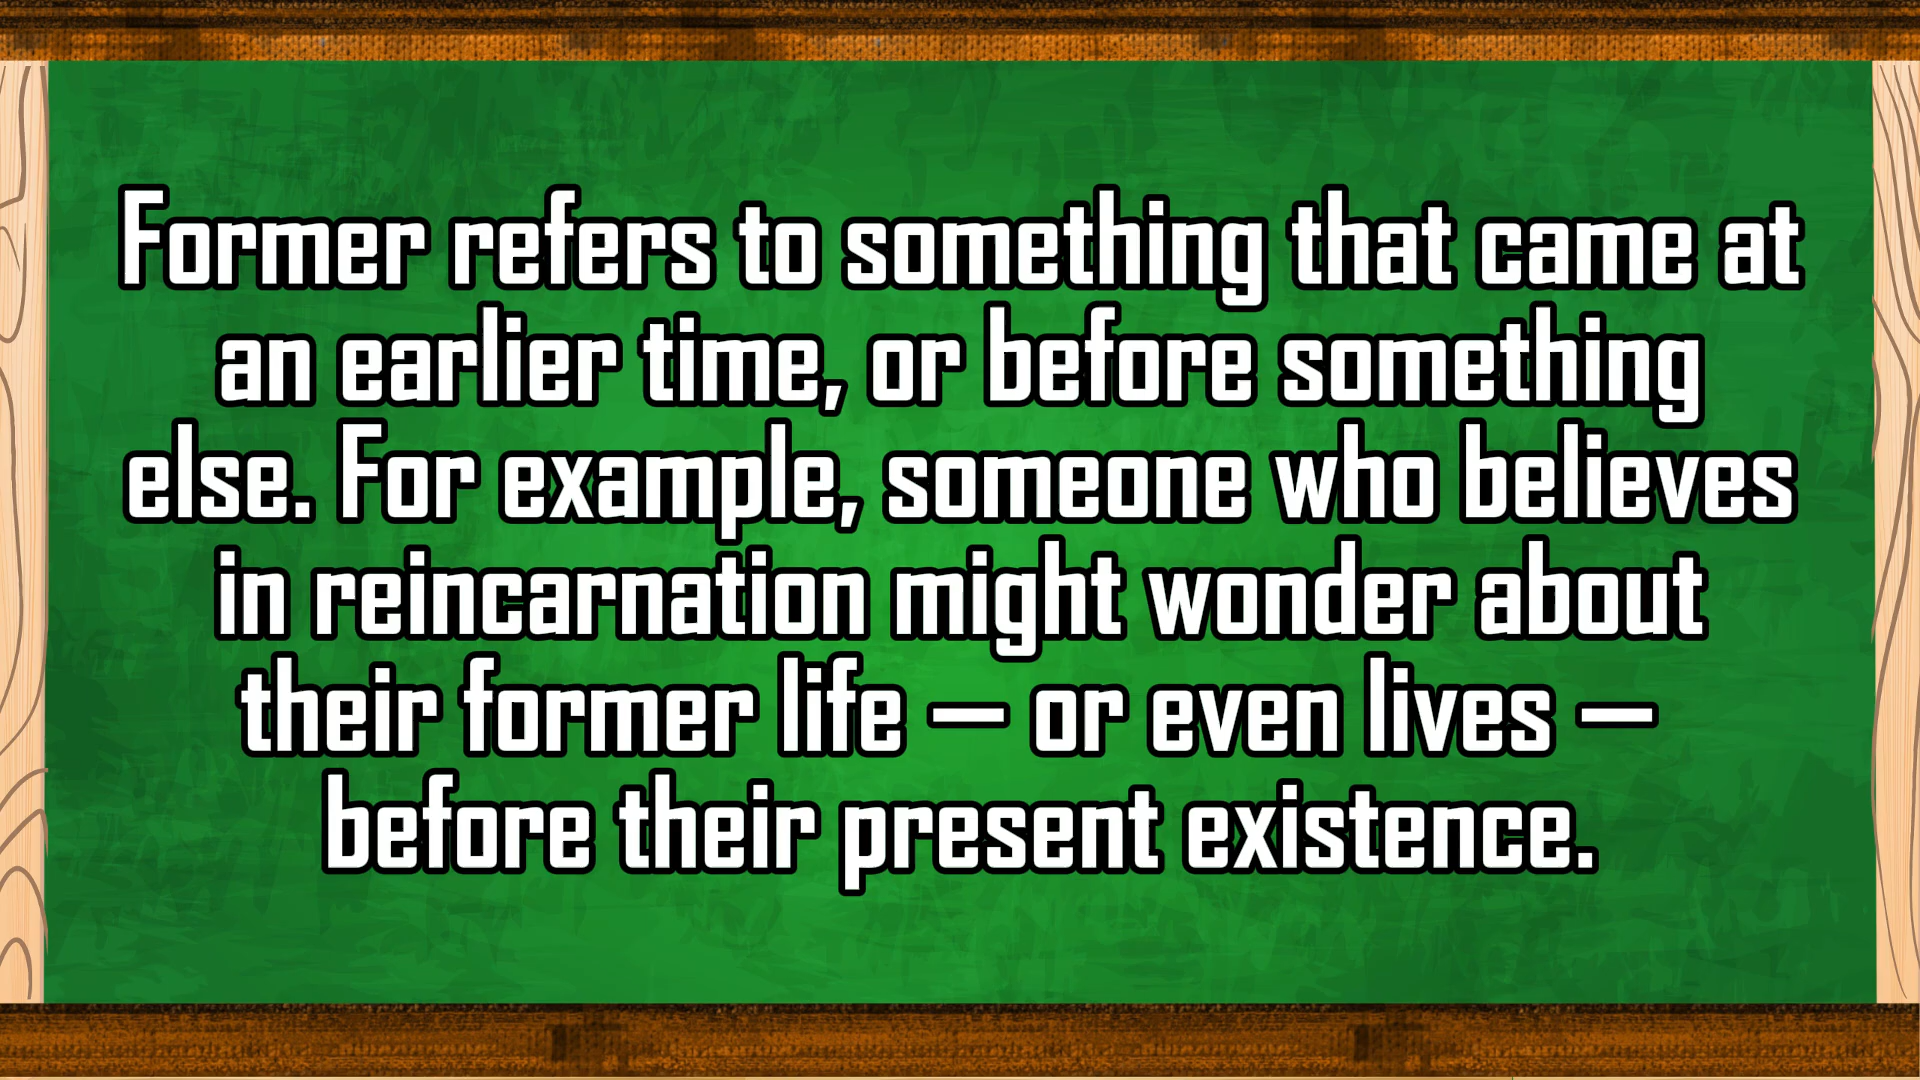 Former refers to something that came at
an earlier time, or before something
else. For example, someone who believes
in reincarnation might wonder about
their former life — or even lives —
before their present existence.